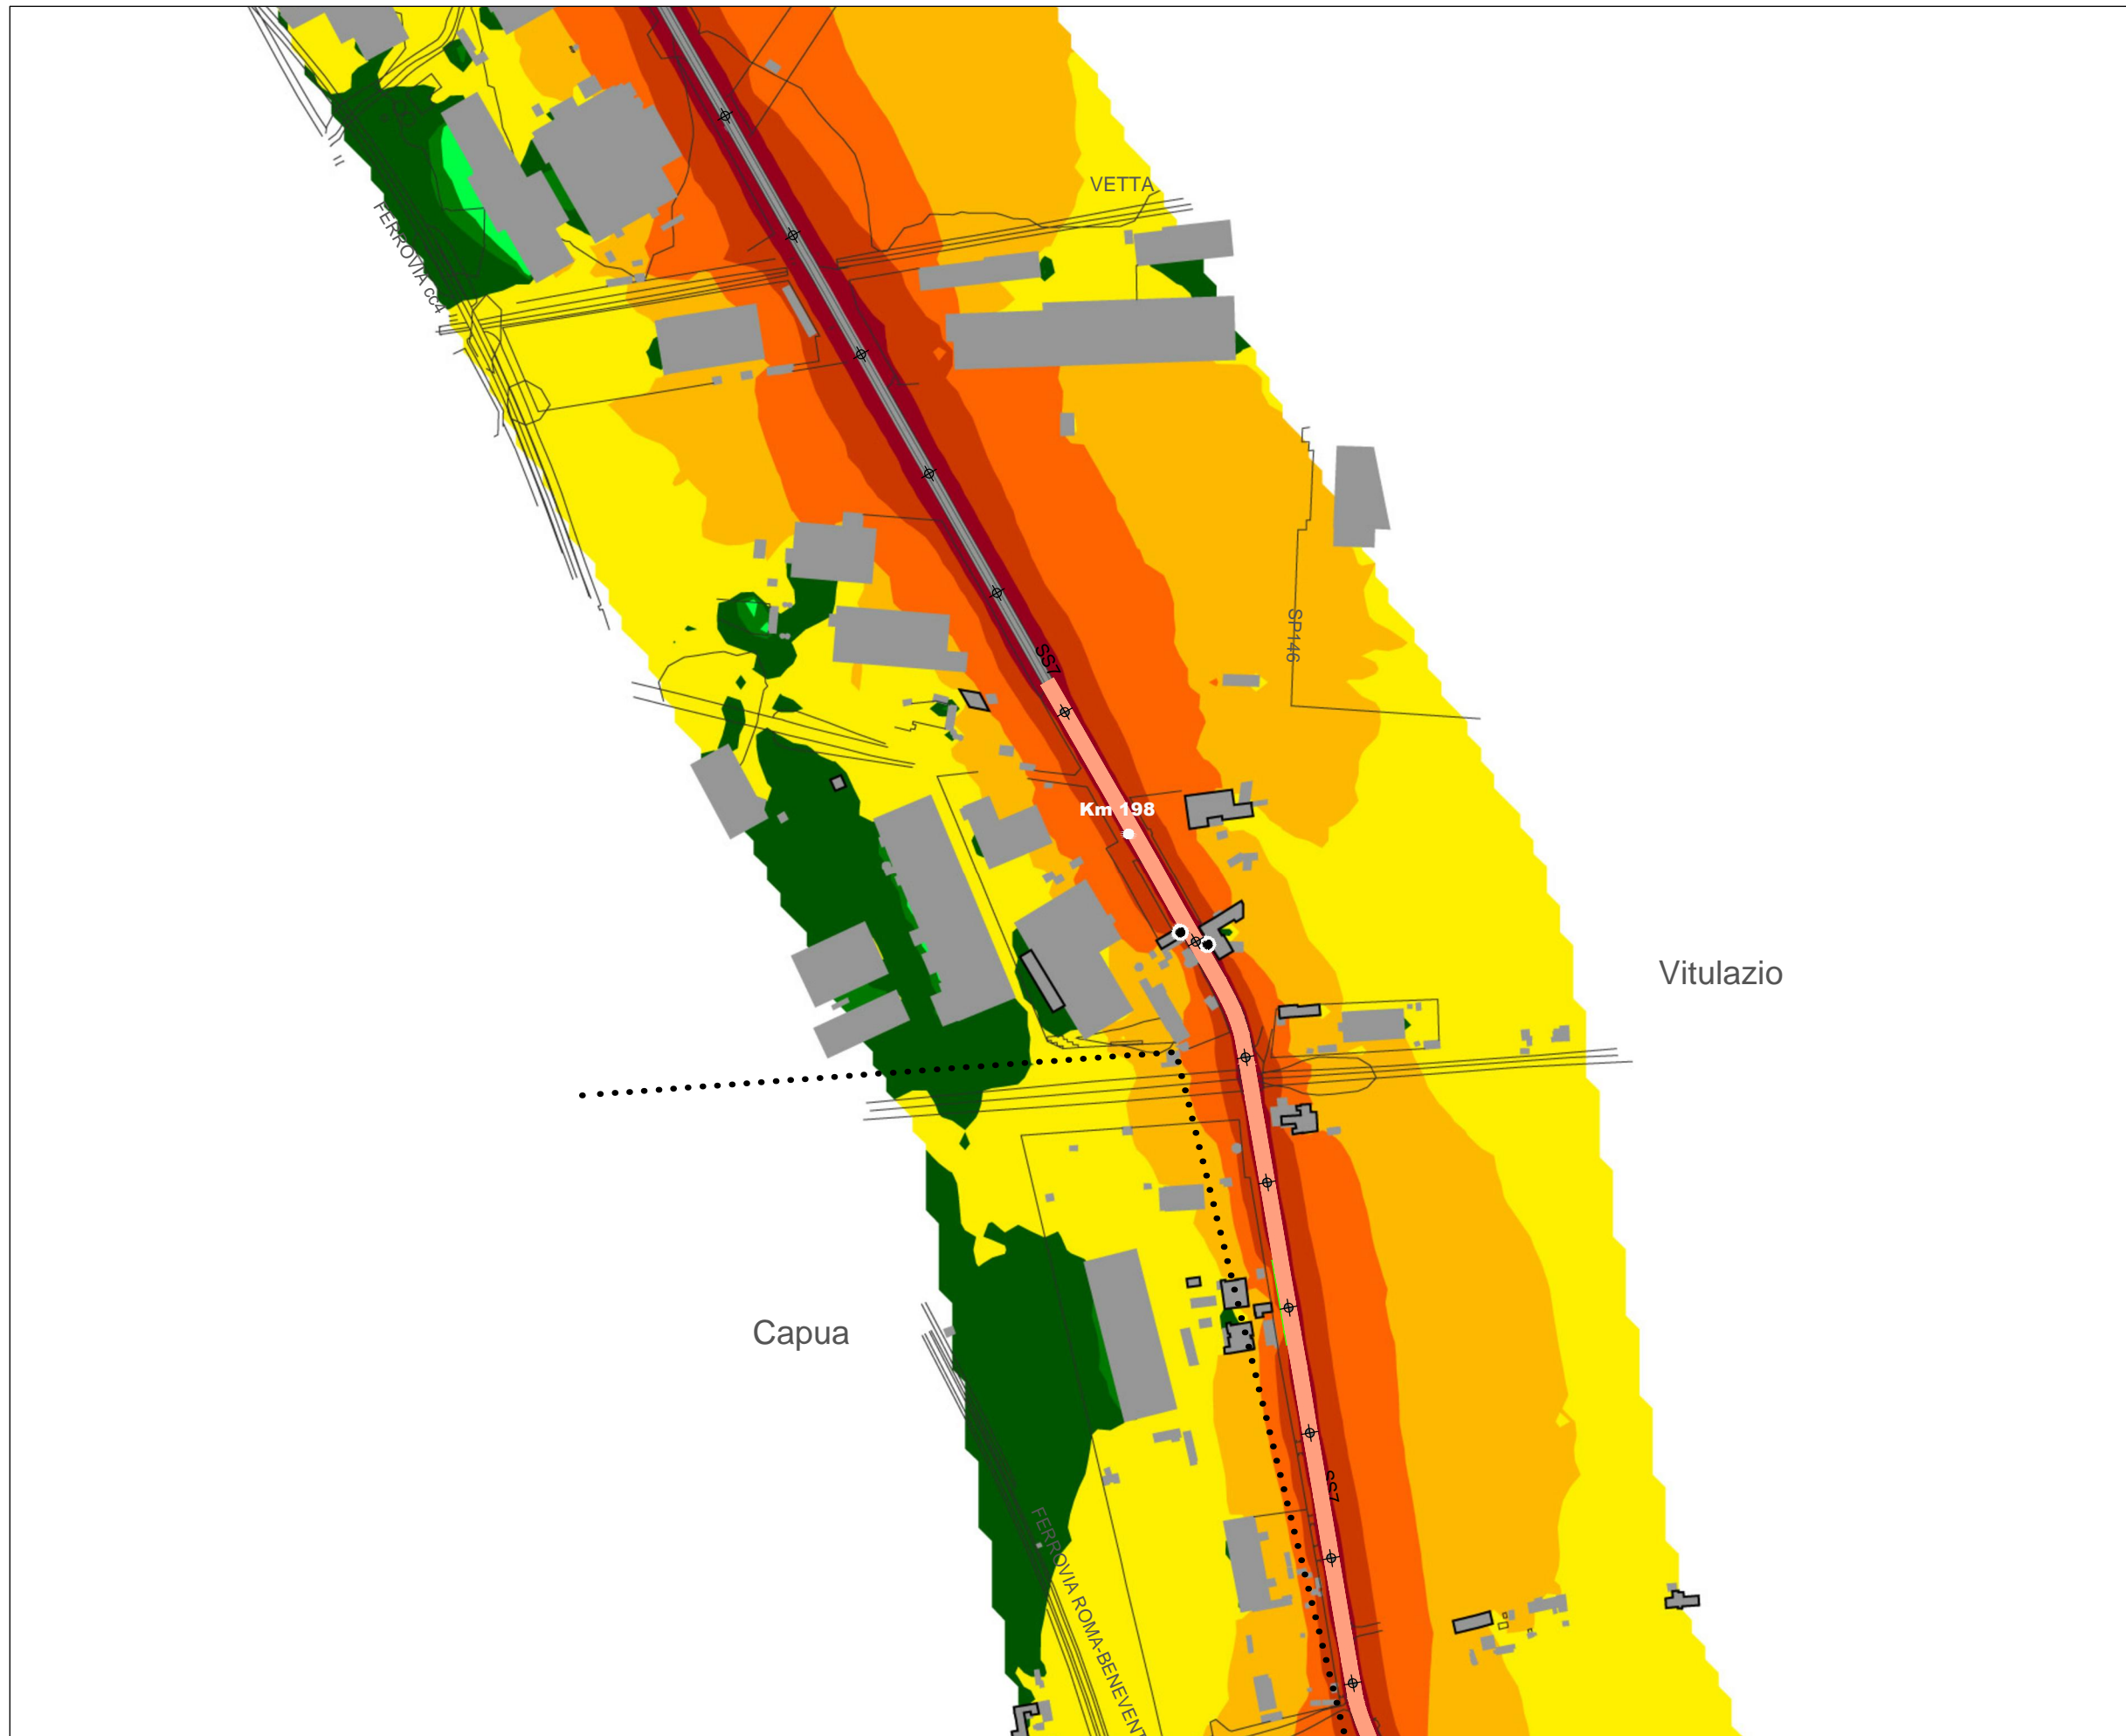 VETTA
FERROVIA cc4
SP146
SS7
Km 198
Vitulazio
Capua
SS7
FERROVIA ROMA-BENEVENT